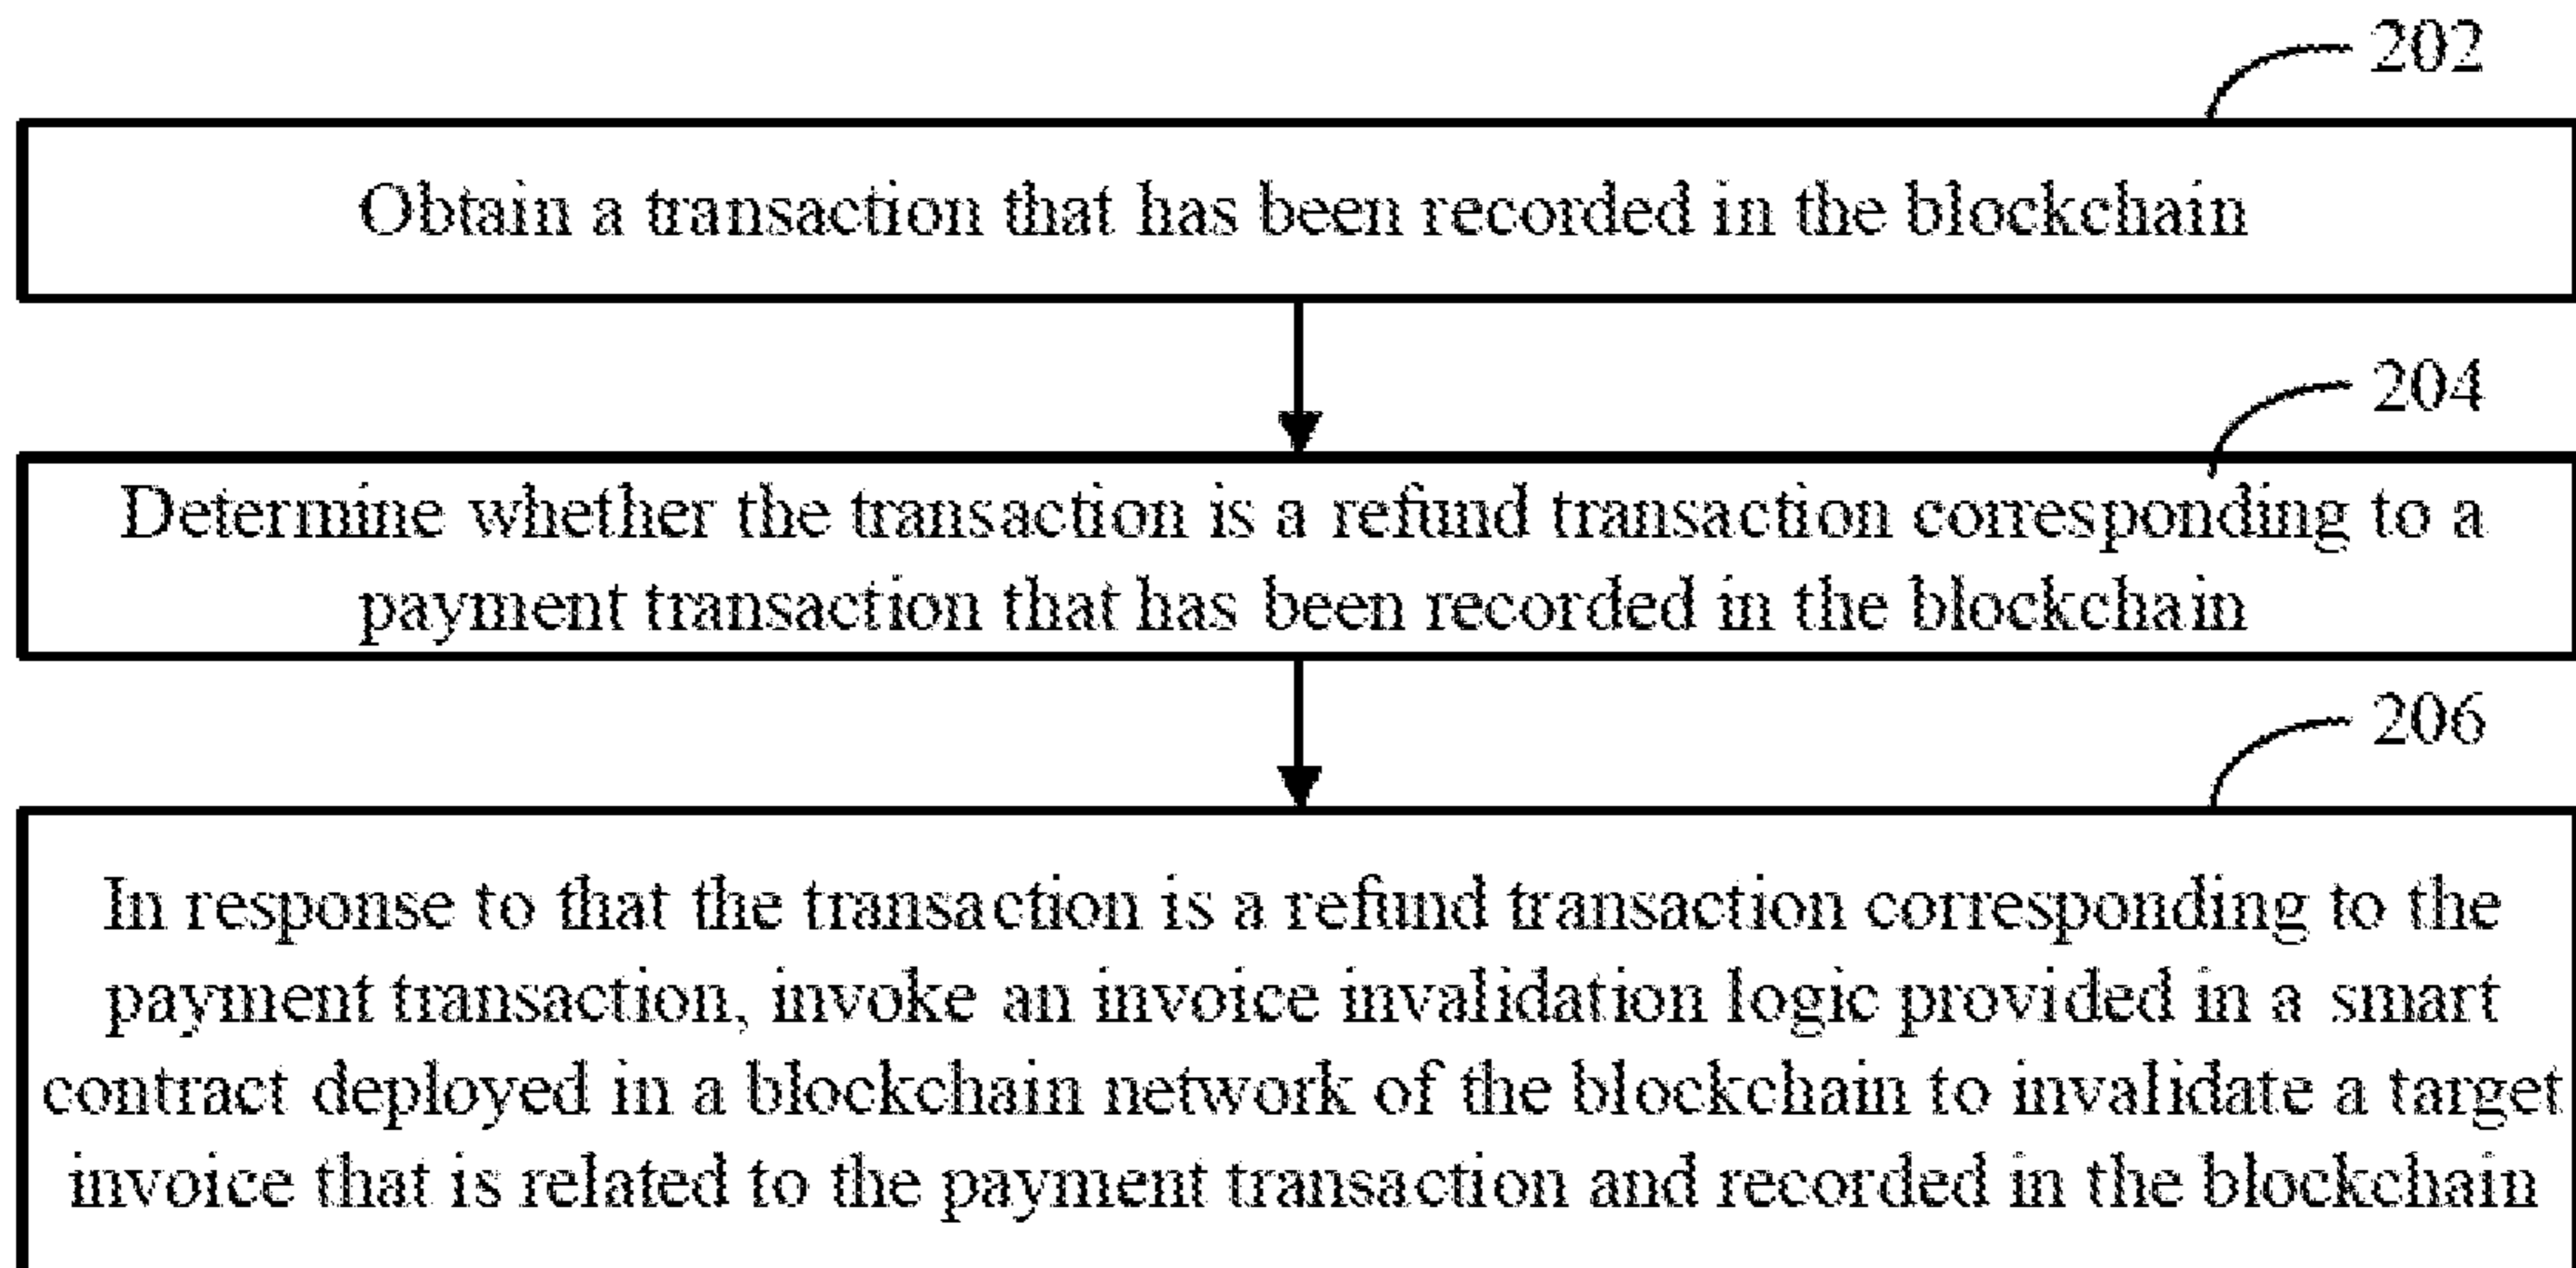 202
Obtain a transaction that has been recorded in the blockchain
204
Determine whether the transaction is a refund transaction corresponding to a
payment transaction that has been recorded in the blockchain
206
In response to that the transaction is a refund transaction corresponding to the
payment transaction, invoke an invoice invalidation logic provided in a smart
contract deployed in a blockchain network of the blockchain to invalidate a target
invoice that is related to the payment transaction and recorded in the blockchain